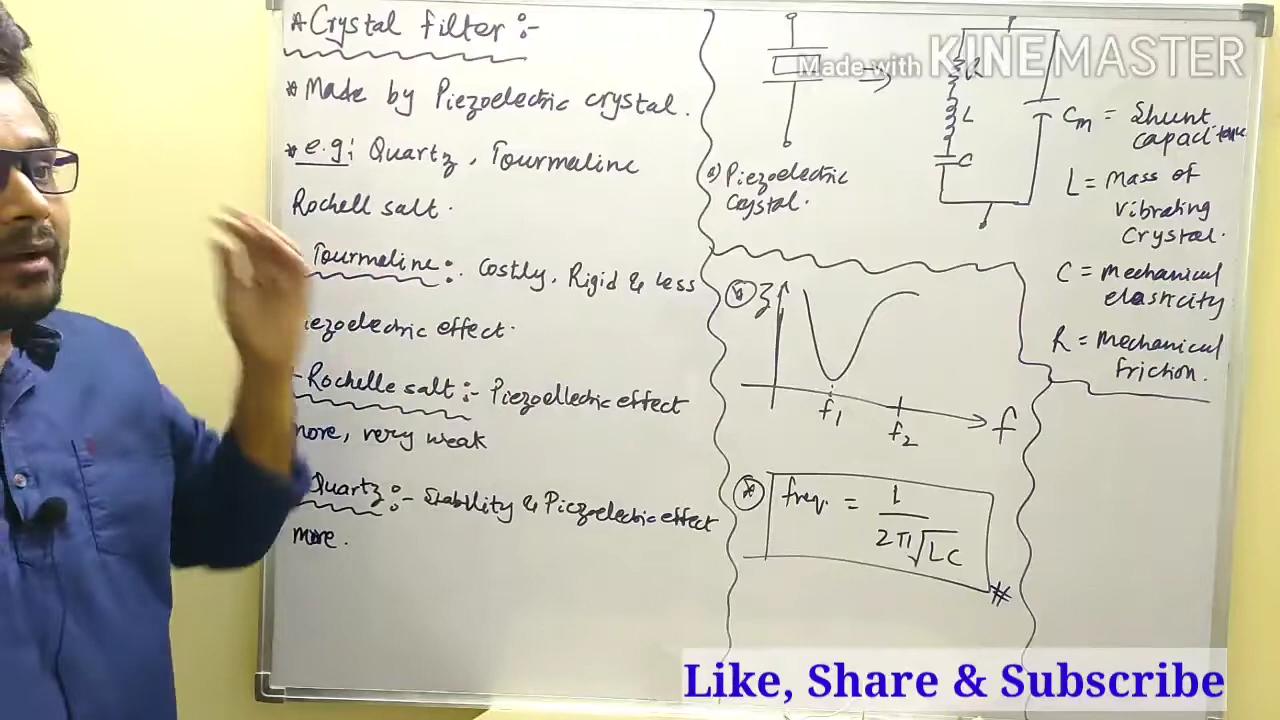 * Crystal filter :-
* Made by Piezoelectric crystal.
* e.g: Quartz, Tourmaline
Rochell salt.
Tourmaline :- Costly, Rigid & less
iezoelectric effect.
- Rochelle salt :- Piezoellectric effect
more, very weak
Quartz :- Stability & Piezoelectric effect
more.
R
L
C
Cm = Shunt
capacitance
L = Mass of
vibrating
Crystal.
C = mechanical
elasticity
R = mechanical
friction.
Piezoelectric
Crystal.
Z
f1
f2
f
freq. = 1
2π√LC
Made with KINEMASTER
Like, Share & Subscribe